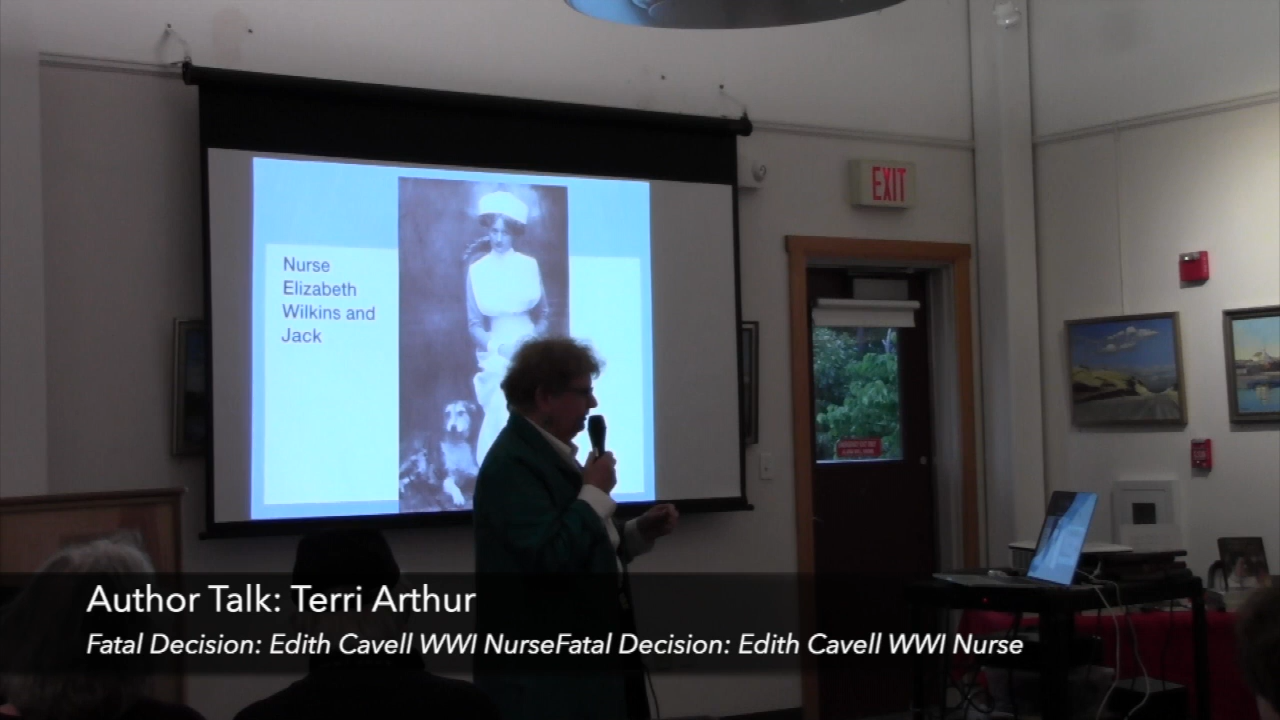 EXIT
Nurse
Elizabeth
Wilkins and
Jack
Author Talk: Terri Arthur
Fatal Decision: Edith Cavell WWI NurseFatal Decision: Edith Cavell WWI Nurse